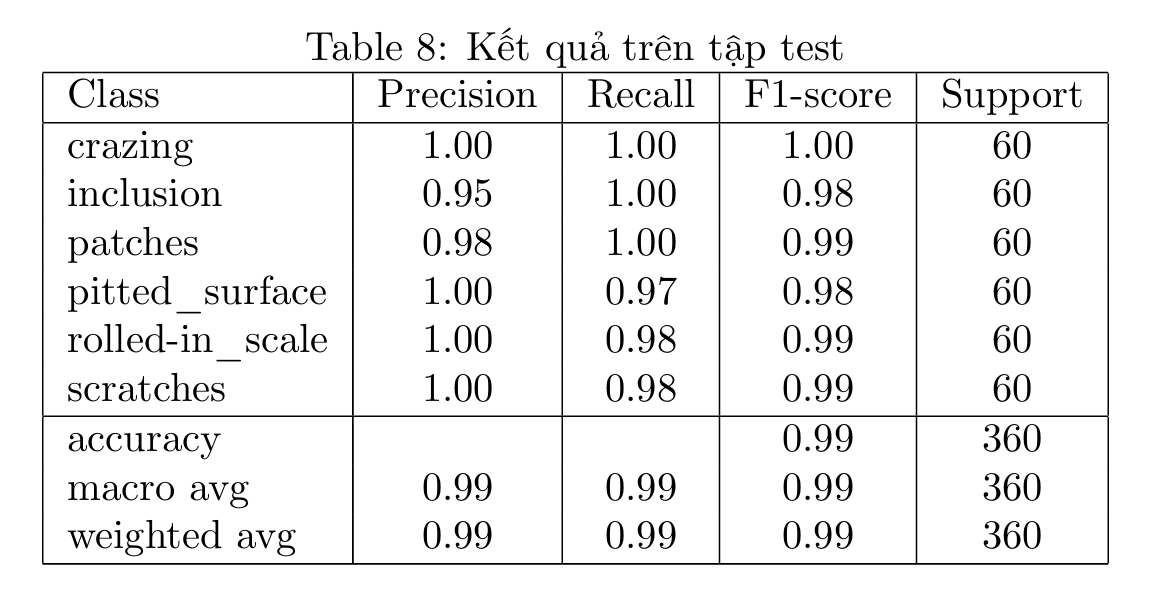 Table 8: Kết quả trên tập test
Class Precision Recall F1-score Support
crazing 1.00 1.00 1.00 60
inclusion 0.95 1.00 0.98 60
patches 0.98 1.00 0.99 60
pitted_surface 1.00 0.97 0.98 60
rolled-in_scale 1.00 0.98 0.99 60
scratches 1.00 0.98 0.99 60
accuracy 0.99 360
macro avg 0.99 0.99 0.99 360
weighted avg 0.99 0.99 0.99 360